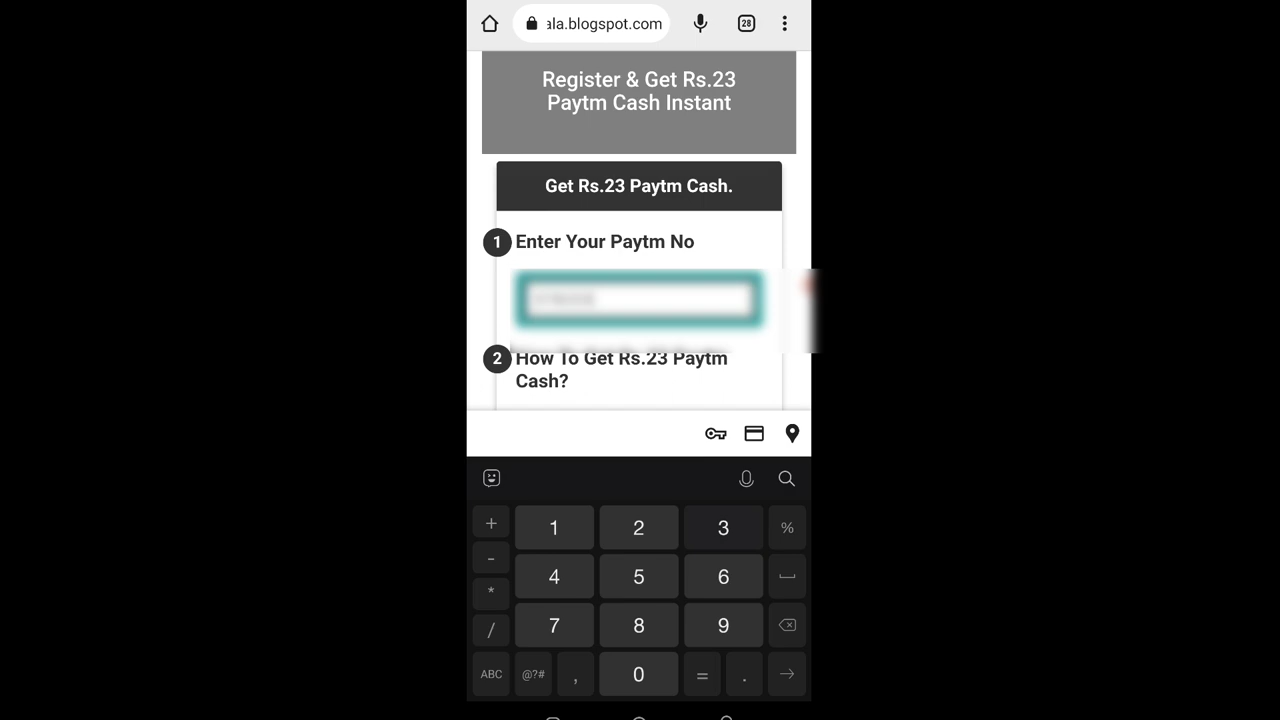 ala.blogspot.com
28
Register & Get Rs.23
Paytm Cash Instant
Get Rs.23 Paytm Cash.
1 Enter Your Paytm No
2 How To Get Rs.23 Paytm
Cash?
+ 1 2 3 %
- 4 5 6
* 7 8 9
/
ABC @?# , 0 = .